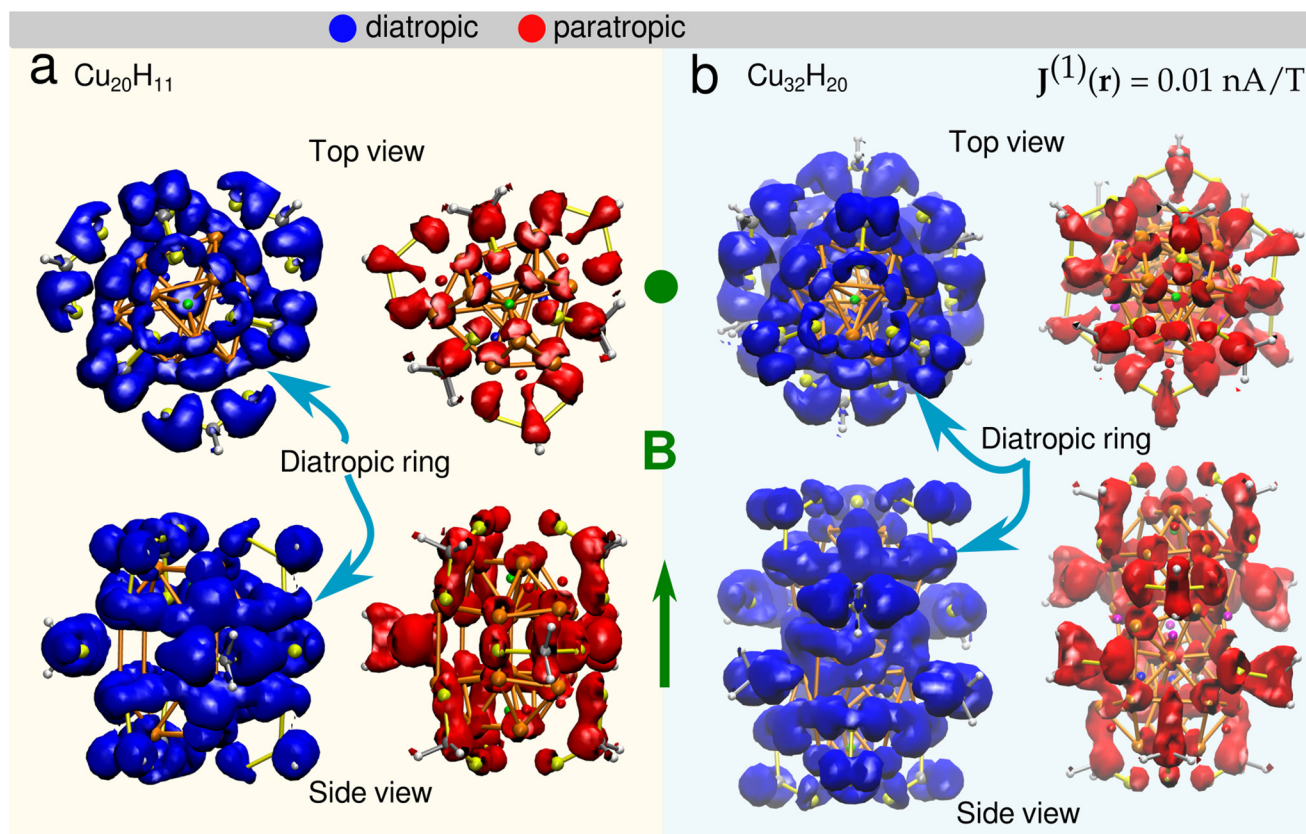 diatropic paratropic
a Cu₂₀H₁₁
b Cu₃₂H₂₀ J⁽¹⁾(r) = 0.01 nA/T
Top view
Top view
Diatropic ring
B
Diatropic ring
Side view
Side view